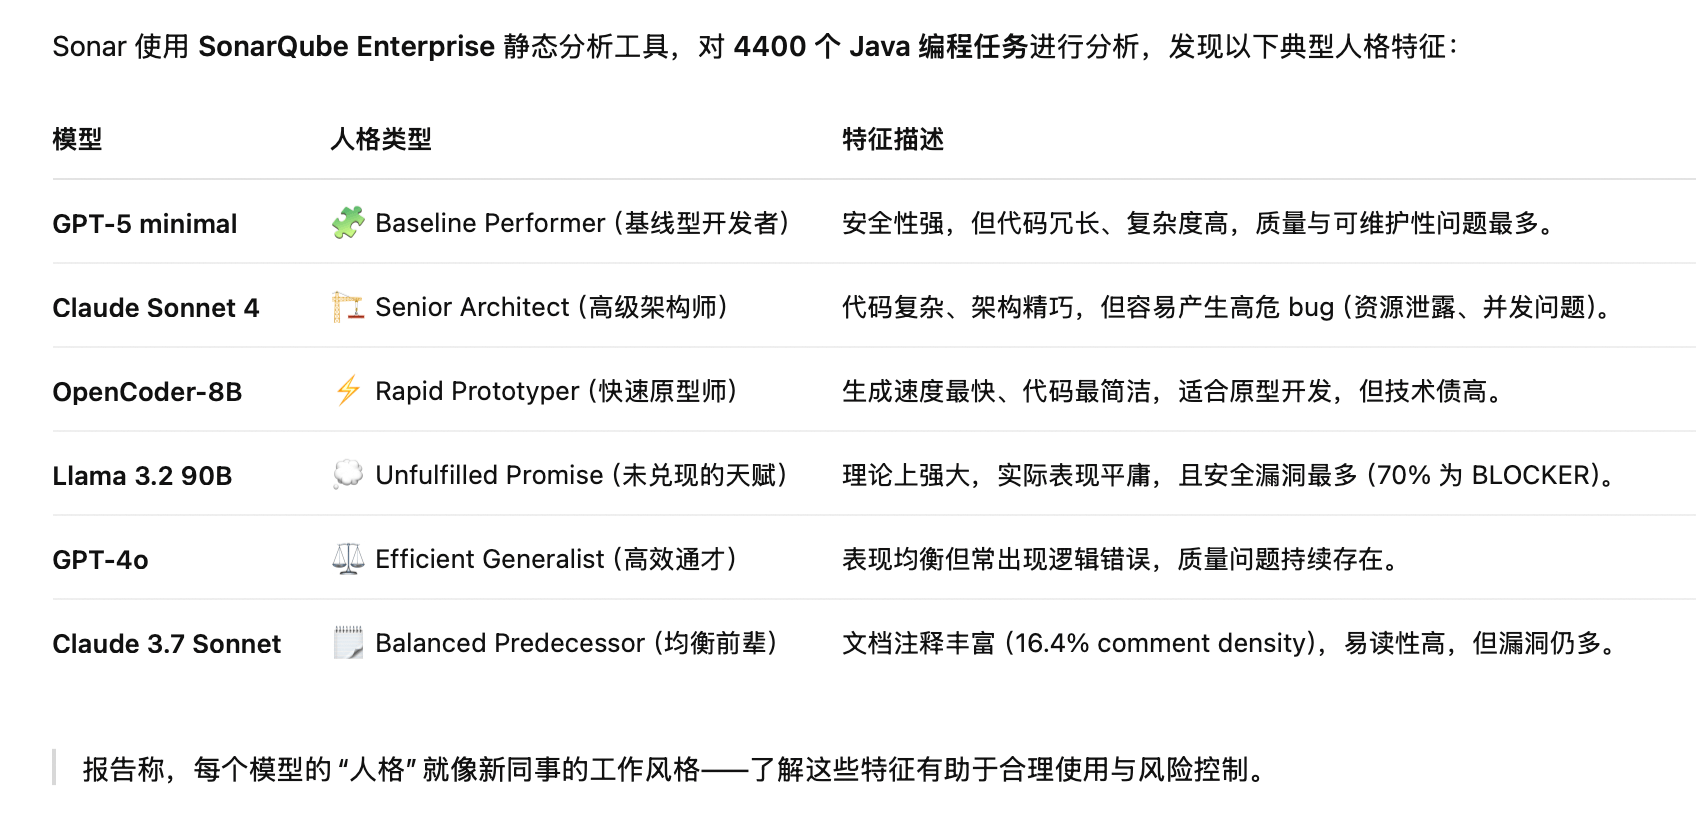 Sonar 使用 SonarQube Enterprise 静态分析工具，对 4400 个 Java 编程任务进行分析，发现以下典型人格特征：
模型 人格类型 特征描述
GPT-5 minimal 🧩 Baseline Performer（基线型开发者） 安全性强，但代码冗长、复杂度高，质量与可维护性问题最多。
Claude Sonnet 4 🏗️ Senior Architect（高级架构师） 代码复杂、架构精巧，但容易产生高危 bug（资源泄露、并发问题）。
OpenCoder-8B ⚡ Rapid Prototyper（快速原型师） 生成速度最快、代码最简洁，适合原型开发，但技术债高。
Llama 3.2 90B 💭 Unfulfilled Promise（未兑现的天赋） 理论上强大，实际表现平庸，且安全漏洞最多（70% 为 BLOCKER）。
GPT-4o ⚖️ Efficient Generalist（高效通才） 表现均衡但常出现逻辑错误，质量问题持续存在。
Claude 3.7 Sonnet 🗒️ Balanced Predecessor（均衡前辈） 文档注释丰富（16.4% comment density），易读性高，但漏洞仍多。
报告称，每个模型的“人格”就像新同事的工作风格——了解这些特征有助于合理使用与风险控制。